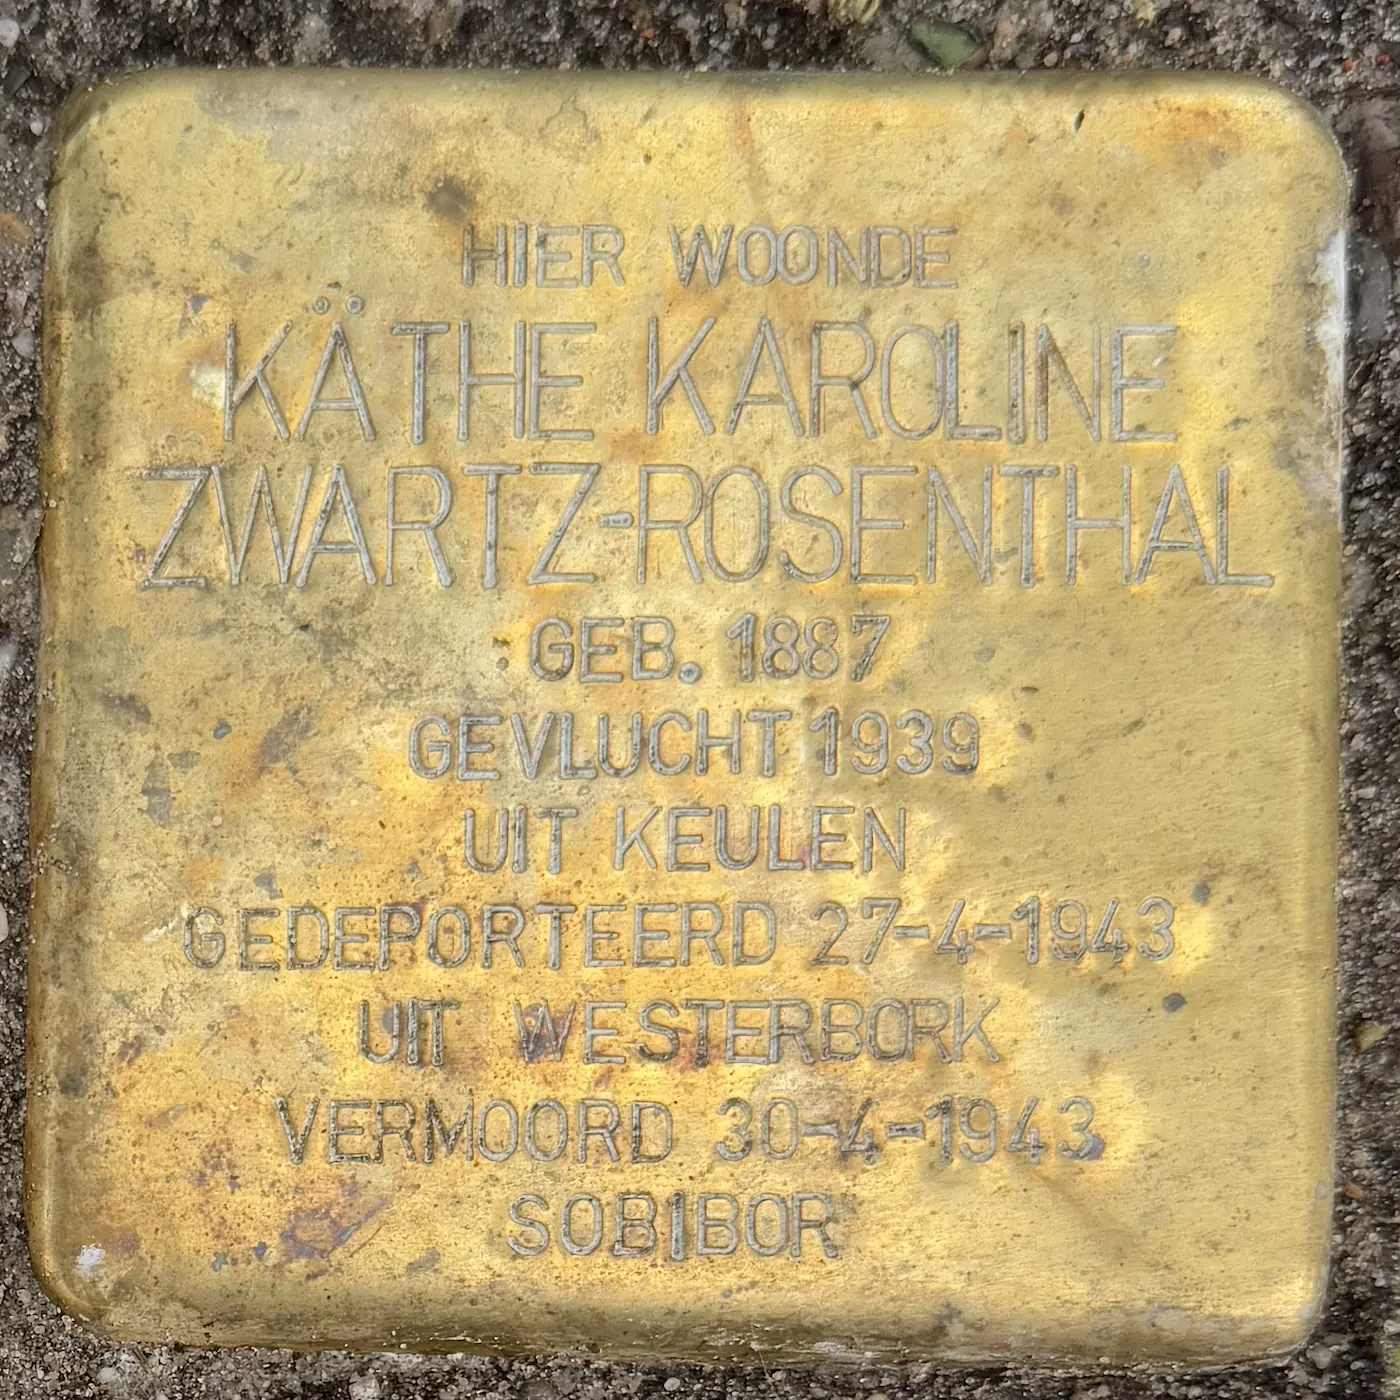 HIER WOONDE
KÄTHE KAROLINE
ZWARTZ-ROSENTHAL
GEB. 1887
GEVLUCHT 1939
UIT KEULEN
GEDEPORTEERD 27-4-1943
UIT WESTERBORK
VERMOORD 30-4-1943
SOBIBOR